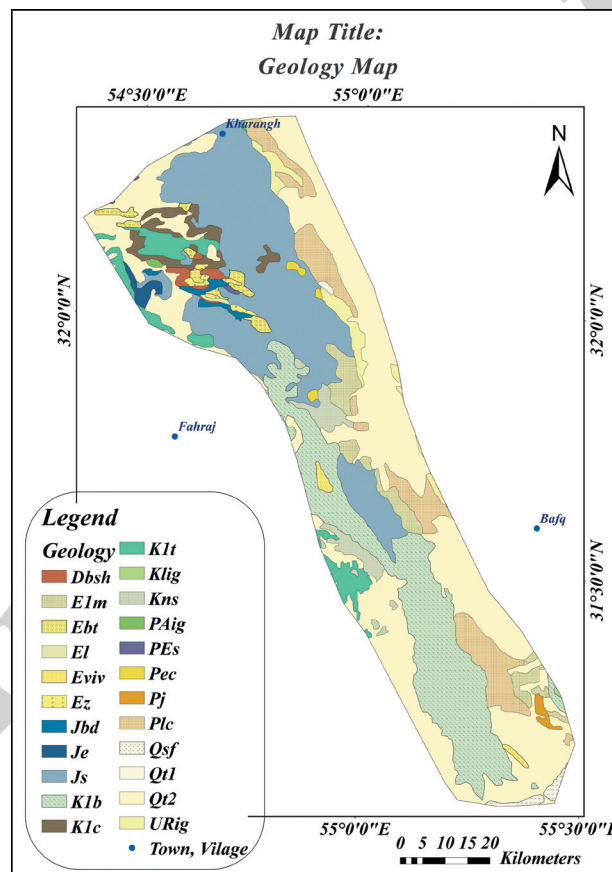 Map Title:
Geology Map
54°30'0"E
55°0'0"E
Kharangh
N
32°0'0"N
32°0'0"N
Fahraj
Bafq
31°30'0"N
Legend
Geology
Dbsh
E1m
Ebt
El
Eviv
Ez
Jbd
Je
Js
K1b
K1c
K1t
Klig
Kns
PAig
PEs
Pec
Pj
Plc
Qsf
Qt1
Qt2
URig
Town, Vilage
55°0'0"E
55°30'0"E
0 5 10 15 20
Kilometers